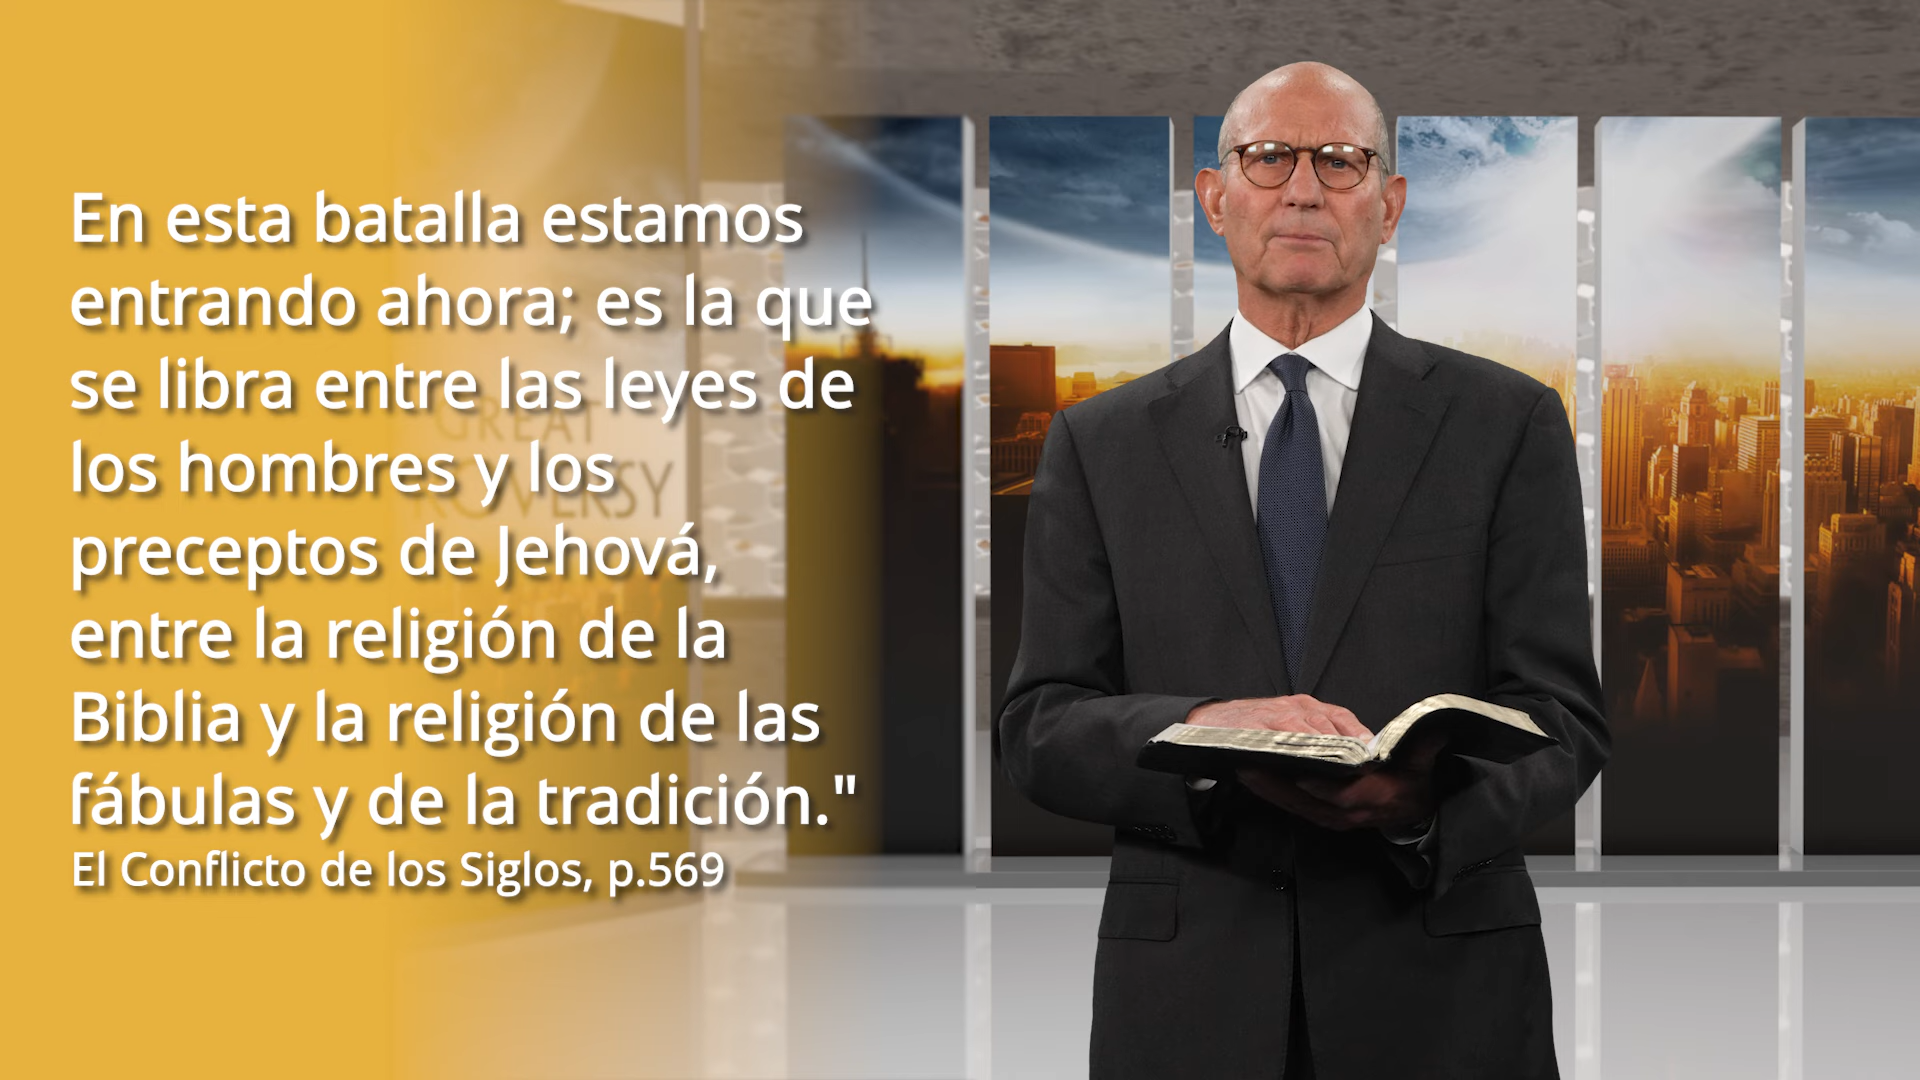 En esta batalla estamos
entrando ahora; es la que
se libra entre las leyes de
los hombres y los
preceptos de Jehová,
entre la religión de la
Biblia y la religión de las
fábulas y de la tradición."
El Conflicto de los Siglos, p.569
GREAT